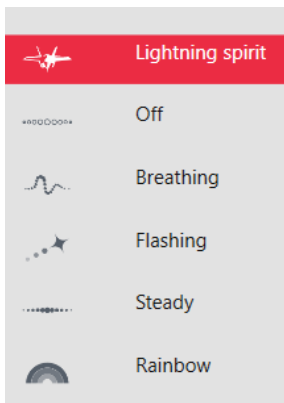 Lightning spirit
Off
Breathing
Flashing
Steady
Rainbow